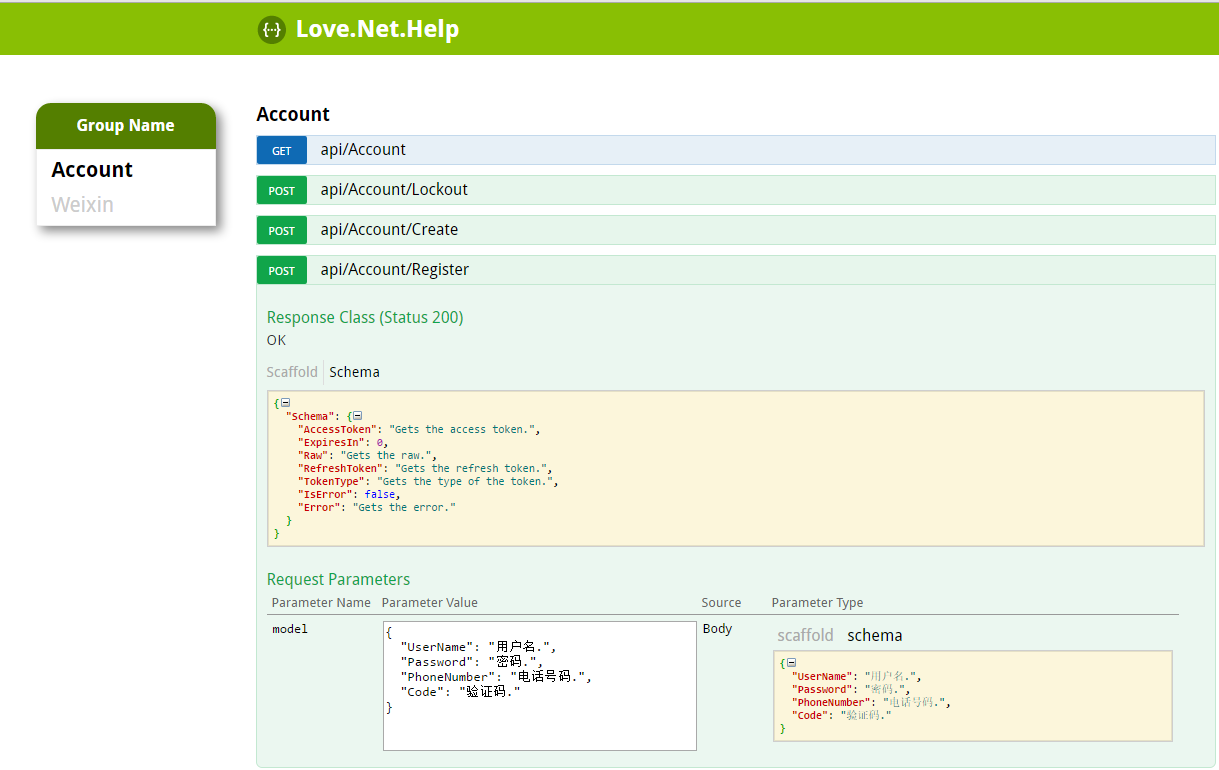 {··} Love.Net.Help
Group Name
Account
Weixin
Account
GET api/Account
POST api/Account/Lockout
POST api/Account/Create
POST api/Account/Register
Response Class (Status 200)
OK
Scaffold Schema
{
"Schema": {
"AccessToken": "Gets the access token.",
"ExpiresIn": 0,
"Raw": "Gets the raw.",
"RefreshToken": "Gets the refresh token.",
"TokenType": "Gets the type of the token.",
"IsError": false,
"Error": "Gets the error."
}
}
Request Parameters
Parameter Name Parameter Value Source Parameter Type
model
{
"UserName": "用户名.",
"Password": "密码.",
"PhoneNumber": "电话号码.",
"Code": "验证码."
}
Body
scaffold schema
{
"UserName": "用户名.",
"Password": "密码.",
"PhoneNumber": "电话号码.",
"Code": "验证码."
}